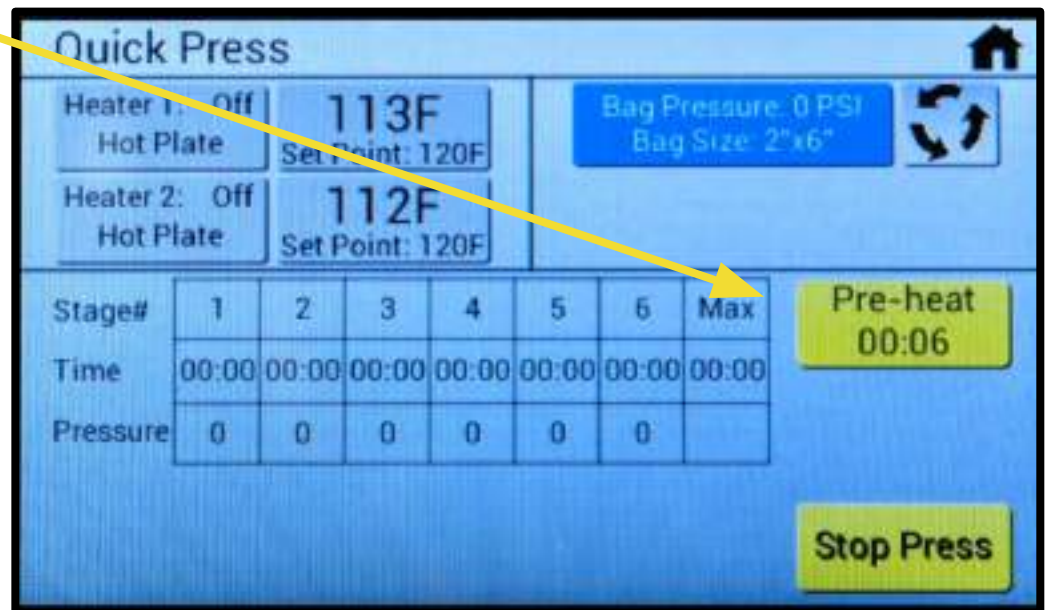 Quick Press
Heater 1: Off
Hot Plate
113F
Set Point: 120F
Bag Pressure: 0 PSI
Bag Size: 2"x6"
Heater 2: Off
Hot Plate
112F
Set Point: 120F
Stage# 1 2 3 4 5 6 Max
Time 00:00 00:00 00:00 00:00 00:00 00:00 00:00
Pressure 0 0 0 0 0 0
Pre-heat
00:06
Stop Press